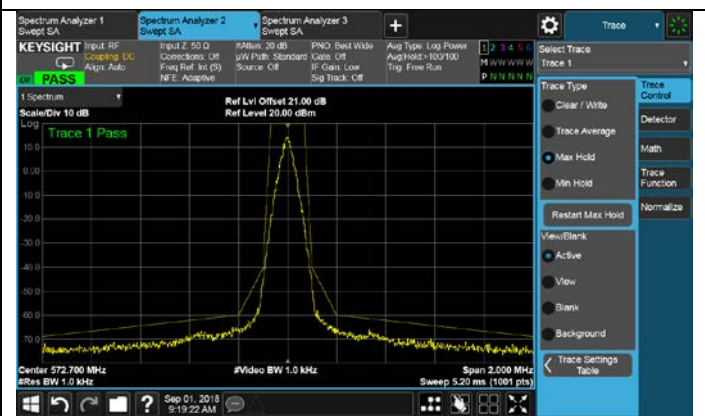 Spectrum Analyzer 1
Swept SA
Spectrum Analyzer 2
Swept SA
Spectrum Analyzer 3
Swept SA
+
Trace
KEYSIGHT
Input: RF
Coupling: DC
Align: Auto
Input Z: 50 Ω
Corrections: Off
Freq Ref: Int (S)
NFE: Adaptive
#Atten: 20 dB
µW Path: Standard
Source: Off
PNO: Best Wide
Gate: Off
IF Gain: Low
Sig Track: Off
Avg Type: Log-Power
Avg|Hold:>100/100
Trig: Free Run
1 2 3 4 5 6
M W W W W W
P N N N N N
PASS
Select Trace
Trace 1
1 Spectrum
Scale/Div 10 dB
Ref Lvl Offset 21.00 dB
Ref Level 20.00 dBm
Log
Trace 1 Pass
10.0
0.00
-10.0
-20.0
-30.0
-40.0
-50.0
-60.0
-70.0
Center 572.700 MHz
#Res BW 1.0 kHz
#Video BW 1.0 kHz
Span 2.000 MHz
Sweep 5.20 ms (1001 pts)
Trace Type
Clear / Write
Trace Average
Max Hold
Min Hold
Restart Max Hold
View/Blank
Active
View
Blank
Background
Trace Settings
Table
Trace
Control
Detector
Math
Trace
Function
Normalize
?
Sep 01, 2018
9:19:22 AM